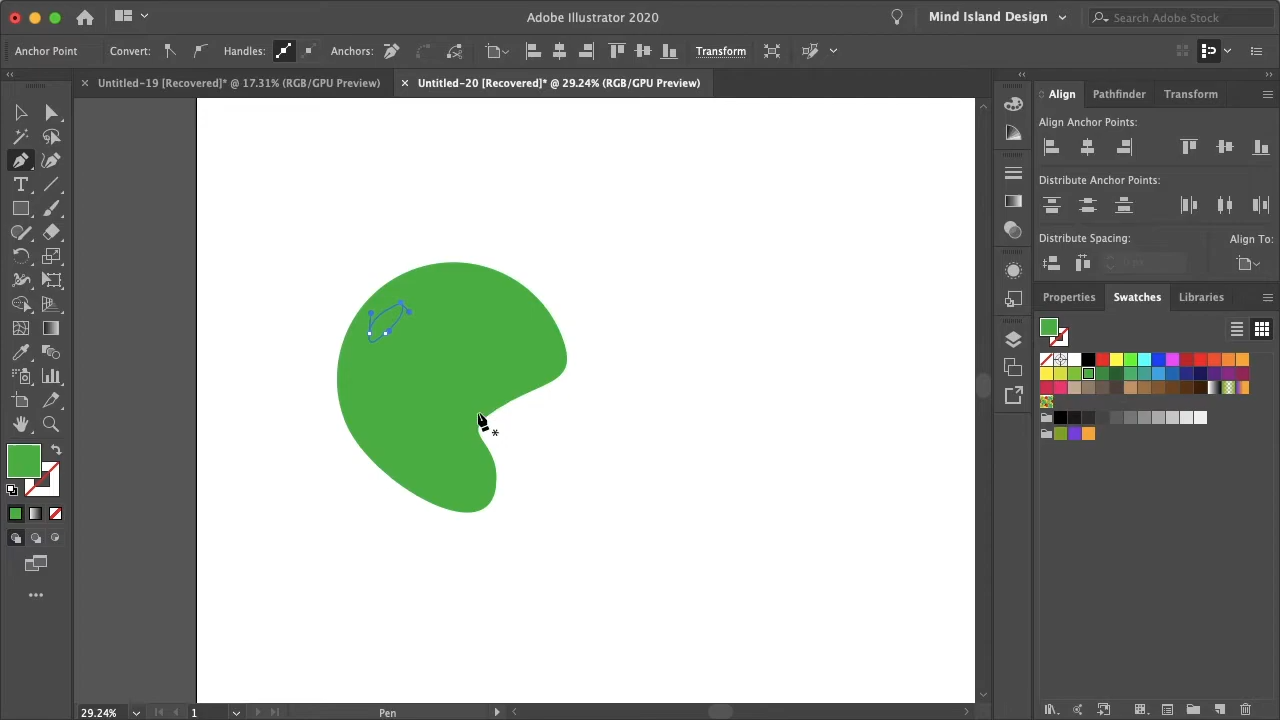 Adobe Illustrator 2020
Mind Island Design
Search Adobe Stock
Anchor Point
Convert:
Handles:
Anchors:
Transform
Untitled-19 [Recovered]* @ 17.31% (RGB/GPU Preview)
Untitled-20 [Recovered]* @ 29.24% (RGB/GPU Preview)
Align
Pathfinder
Transform
Align Anchor Points:
Distribute Anchor Points:
Distribute Spacing:
Align To:
0 px
Properties
Swatches
Libraries
29.24%
1
Pen